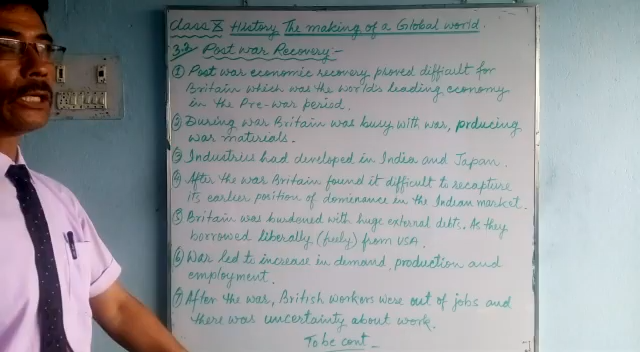 Class X History The making of a Global world.
3.2 Post war Recovery:-
① Post war economic recovery proved difficult for
Britain which was the world's leading economy
in the Pre-war period.
② During war Britain was busy with war, prducing
war materials.
③ Industries had developed in India and Japan.
④ After the war Britain found it difficult to recapture
its earlier position of dominance in the Indian market.
⑤ Britain was burdened with huge external debts. As they
borrowed liberally (freely) from USA.
⑥ War led to increase in demand, production and
employment.
⑦ After the war, British workers were out of jobs and
there was uncertainty about work.
To be cont -